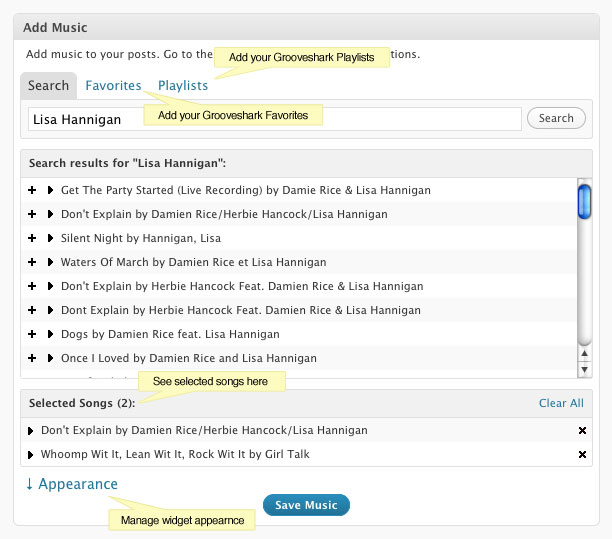 Add Music
Add music to your posts. Go to the
tions.
Add your Grooveshark Playlists
Search Favorites Playlists
Add your Grooveshark Favorites
Lisa Hannigan Search
Search results for "Lisa Hannigan":
Get The Party Started (Live Recording) by Damie Rice & Lisa Hannigan
Don't Explain by Damien Rice/Herbie Hancock/Lisa Hannigan
Silent Night by Hannigan, Lisa
Waters Of March by Damien Rice et Lisa Hannigan
Don't Explain by Herbie Hancock Feat. Damien Rice & Lisa Hannigan
Dont Explain by Herbie Hancock Feat. Damien Rice & Lisa Hannigan
Dogs by Damien Rice feat. Lisa Hannigan
Once I Loved by Damien Rice and Lisa Hannigan
See selected songs here
Selected Songs (2): Clear All
Don't Explain by Damien Rice/Herbie Hancock/Lisa Hannigan
Whoomp Wit It, Lean Wit It, Rock Wit It by Girl Talk
↓ Appearance
Save Music
Manage widget appearnce